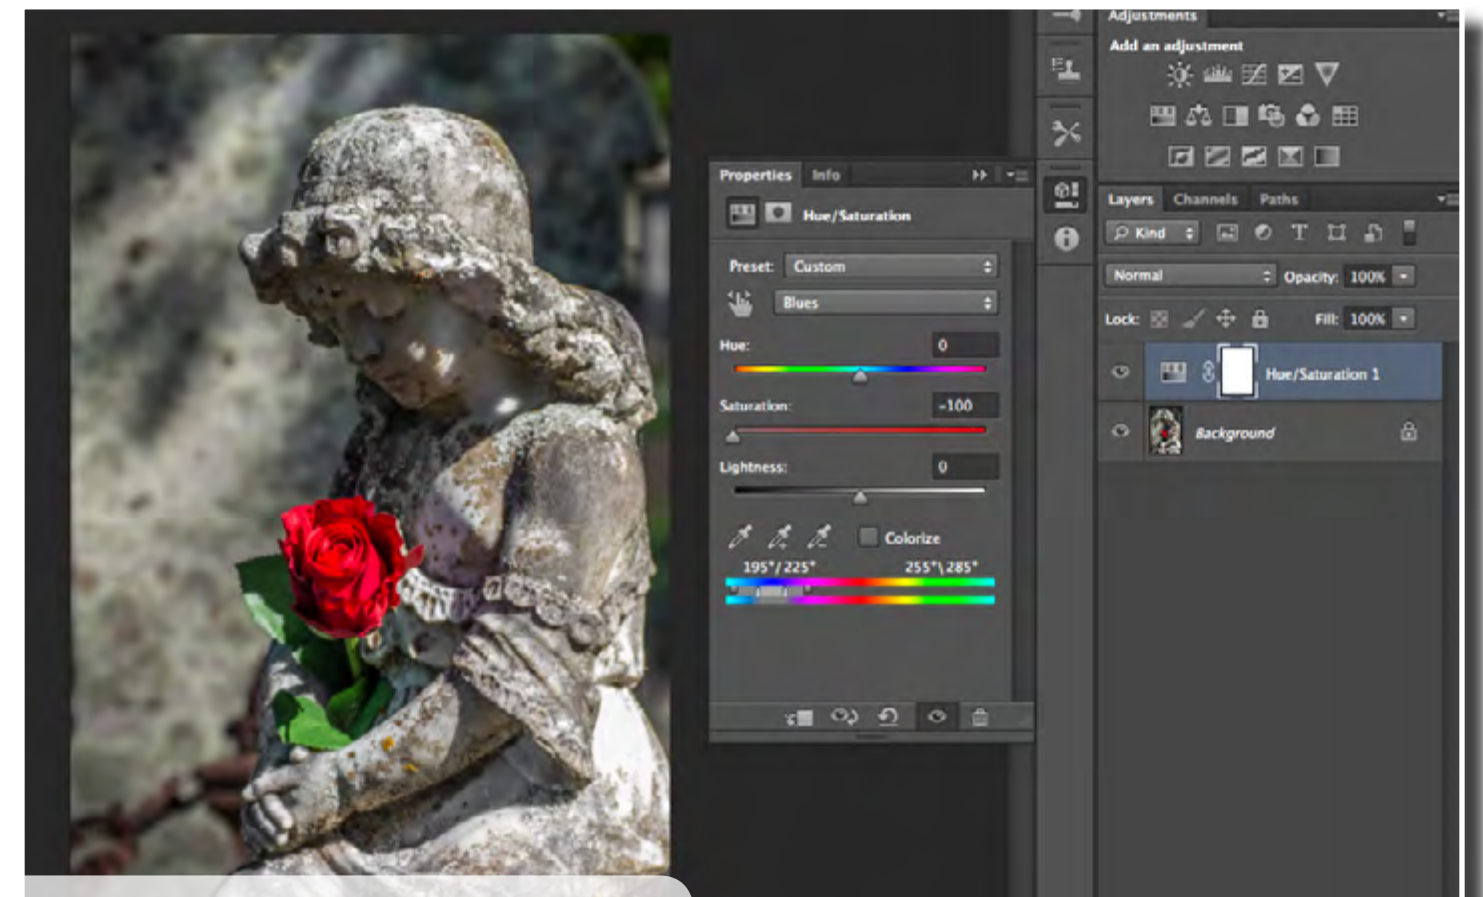 Adjustments
Add an adjustment
Properties Info
Hue/Saturation
Preset: Custom
Blues
Hue: 0
Saturation: -100
Lightness: 0
Colorize
195°/225° 255°\285°
Layers Channels Paths
Kind
T
Normal Opacity: 100%
Lock: Fill: 100%
Hue/Saturation 1
Background